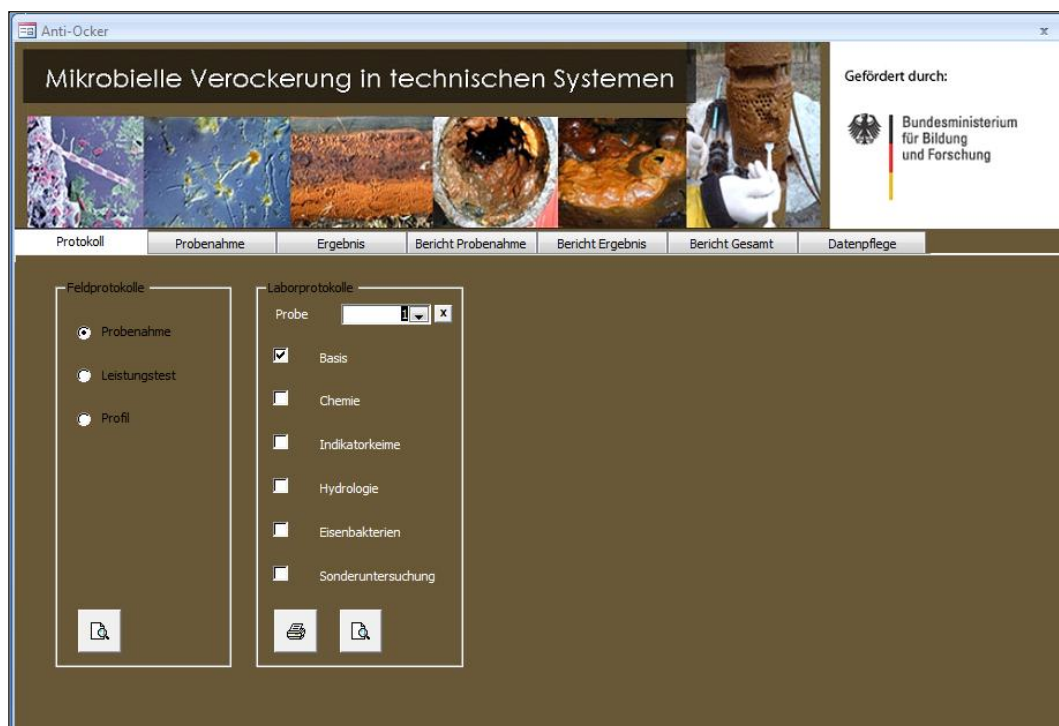 Anti-Ocker
x
Mikrobielle Verockerung in technischen Systemen
Gefördert durch:
Bundesministerium
für Bildung
und Forschung
Protokoll
Probenahme
Ergebnis
Bericht Probenahme
Bericht Ergebnis
Bericht Gesamt
Datenpflege
Feldprotokolle
Probenahme
Leistungstest
Profil
Laborprotokolle
Probe
1
x
Basis
Chemie
Indikatorkeime
Hydrologie
Eisenbakterien
Sonderuntersuchung